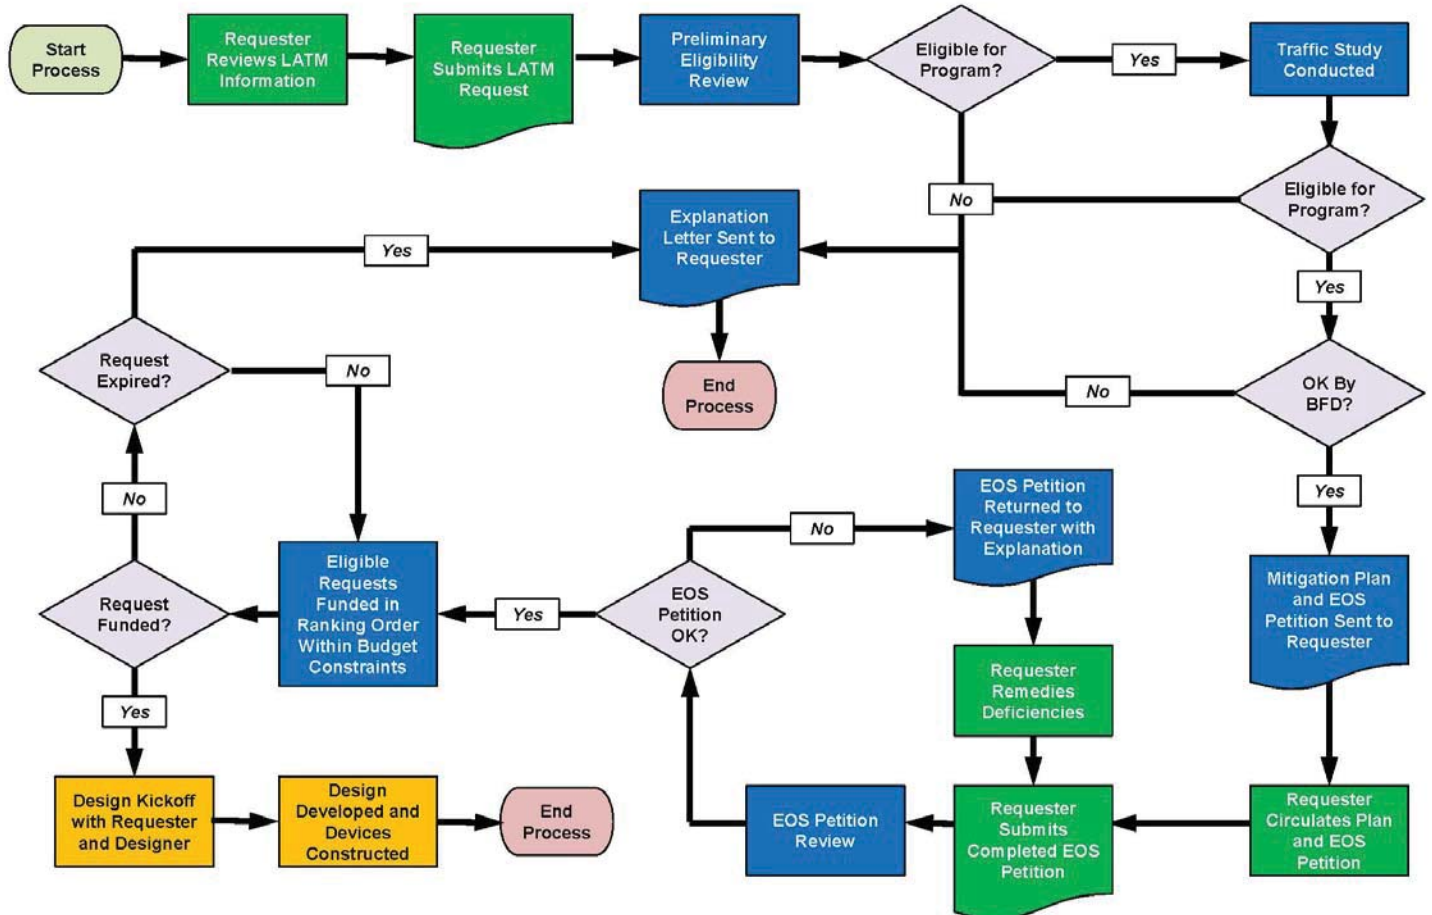 Start
Process
Requester
Reviews LATM
Information
Requester
Submits LATM
Request
Preliminary
Eligibility
Review
Eligible for
Program?
Yes
Traffic Study
Conducted
No
Eligible for
Program?
Explanation
Letter Sent to
Requester
Yes
Yes
Request
Expired?
No
End
Process
No
OK By
BFD?
No
Yes
EOS Petition
Returned to
Requester with
Explanation
No
Eligible
Requests
Funded in
Ranking Order
Within Budget
Constraints
Request
Funded?
Yes
EOS
Petition
OK?
Mitigation Plan
and EOS
Petition Sent to
Requester
Requester
Remedies
Deficiencies
Yes
Design Kickoff
with Requester
and Designer
Design
Developed and
Devices
Constructed
End
Process
EOS Petition
Review
Requester
Submits
Completed EOS
Petition
Requester
Circulates Plan
and EOS
Petition